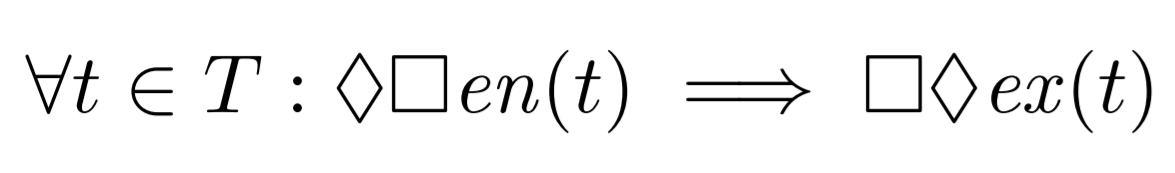 ∀t ∈ T : ◇□en(t) ⟹ □◇ex(t)